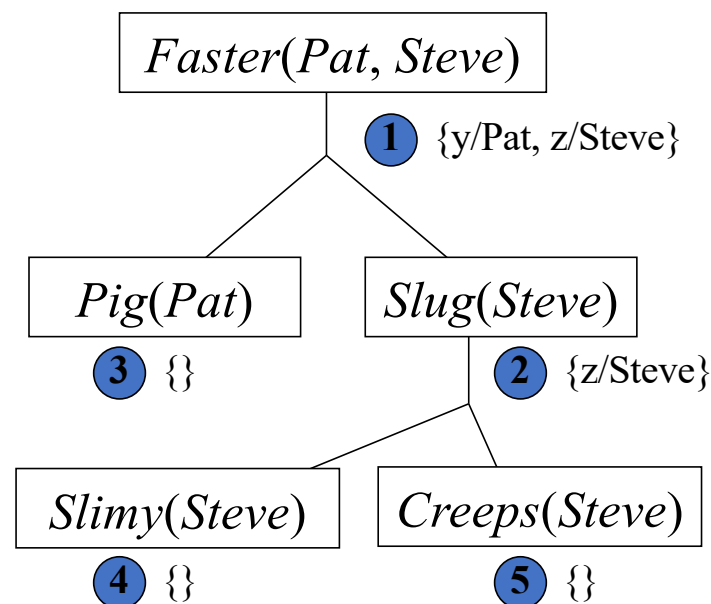 Faster(Pat, Steve)
1 {y/Pat, z/Steve}
Pig(Pat) Slug(Steve)
3 {} 2 {z/Steve}
Slimy(Steve) Creeps(Steve)
4 {} 5 {}